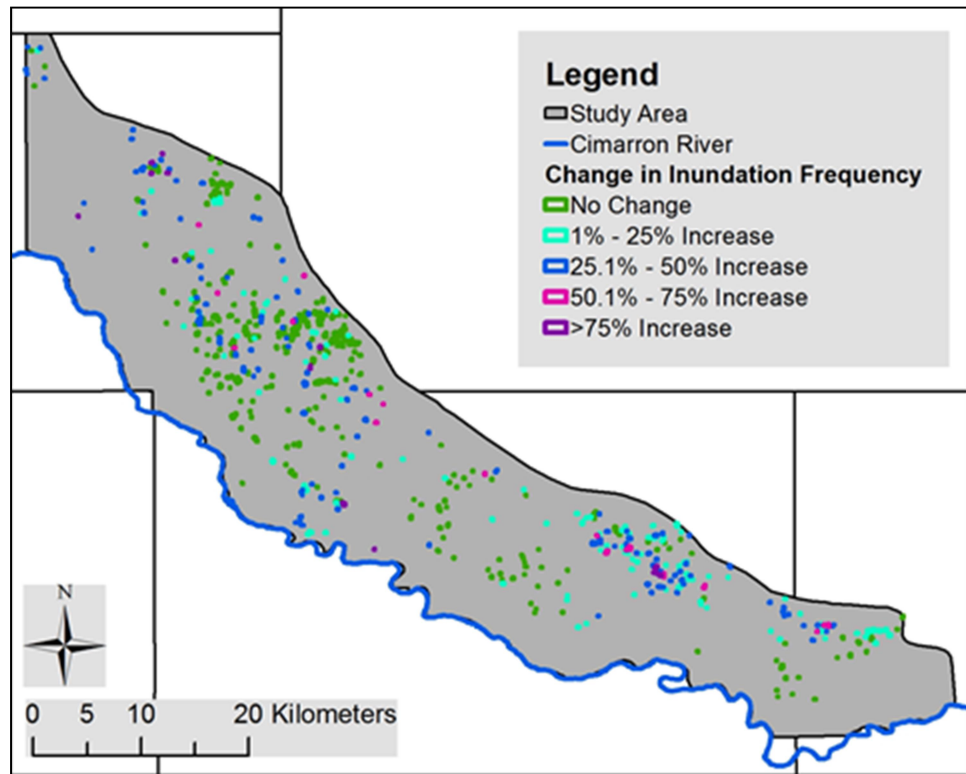 Legend
Study Area
Cimarron River
Change in Inundation Frequency
No Change
1% - 25% Increase
25.1% - 50% Increase
50.1% - 75% Increase
>75% Increase
N
0 5 10 20 Kilometers